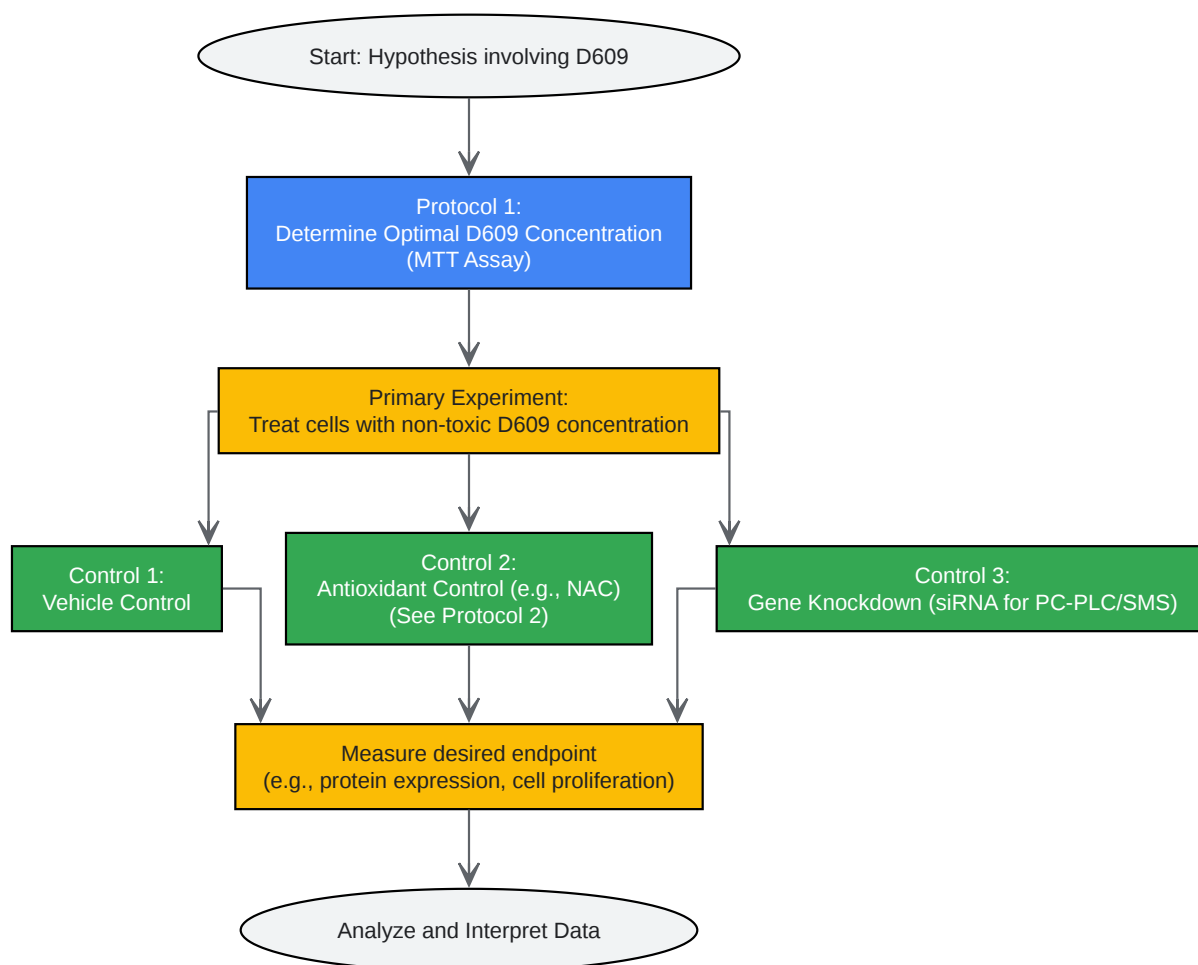 Start: Hypothesis involving D609
Protocol 1:
Determine Optimal D609 Concentration
(MTT Assay)
Primary Experiment:
Treat cells with non-toxic D609 concentration
Control 1:
Vehicle Control
Control 2:
Antioxidant Control (e.g., NAC)
(See Protocol 2)
Control 3:
Gene Knockdown (siRNA for PC-PLC/SMS)
Measure desired endpoint
(e.g., protein expression, cell proliferation)
Analyze and Interpret Data